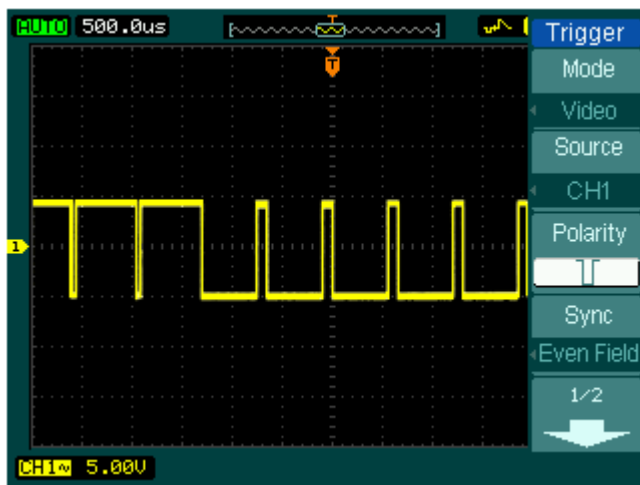 AUTO 500.0us
T
T
Trigger
Mode
Video
Source
CH1
Polarity
Sync
Even Field
1/2
1
CH1~ 5.00V